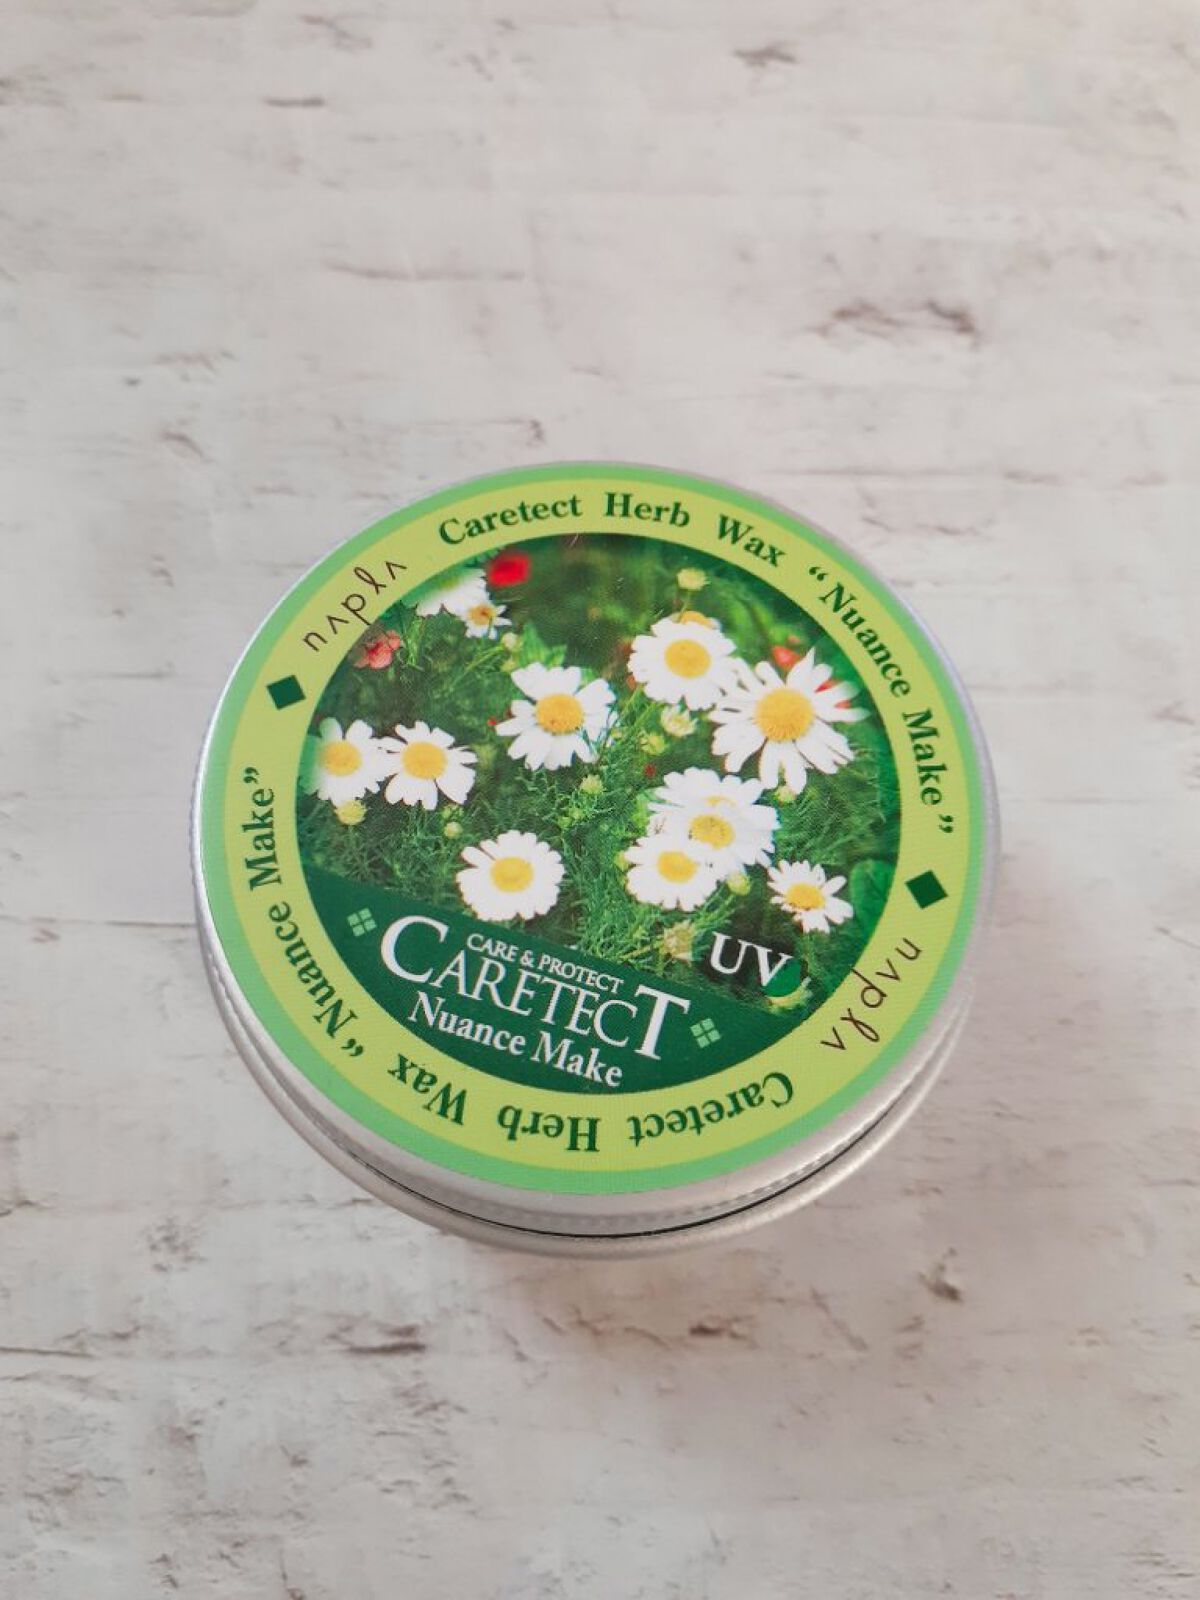 napla
Caretect Herb Wax “Nuance Make”
napla
Caretect Herb Wax “Nuance Make”
UV
CARE & PROTECT
CARETECT
Nuance Make